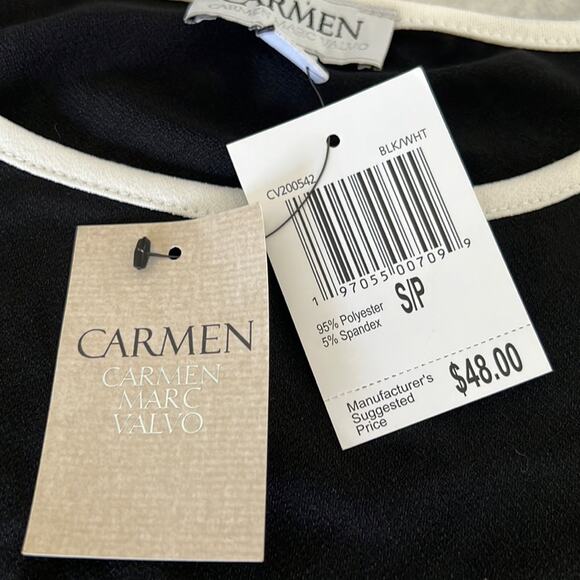 CARMEN
CARMEN MARC VALVO
CARMEN
CARMEN
MARC
VALVO
CV200542
BLK/WHT
1 97055 00709 9
95% Polyester
5% Spandex
S/P
Manufacturer's
Suggested
Price
$48.00